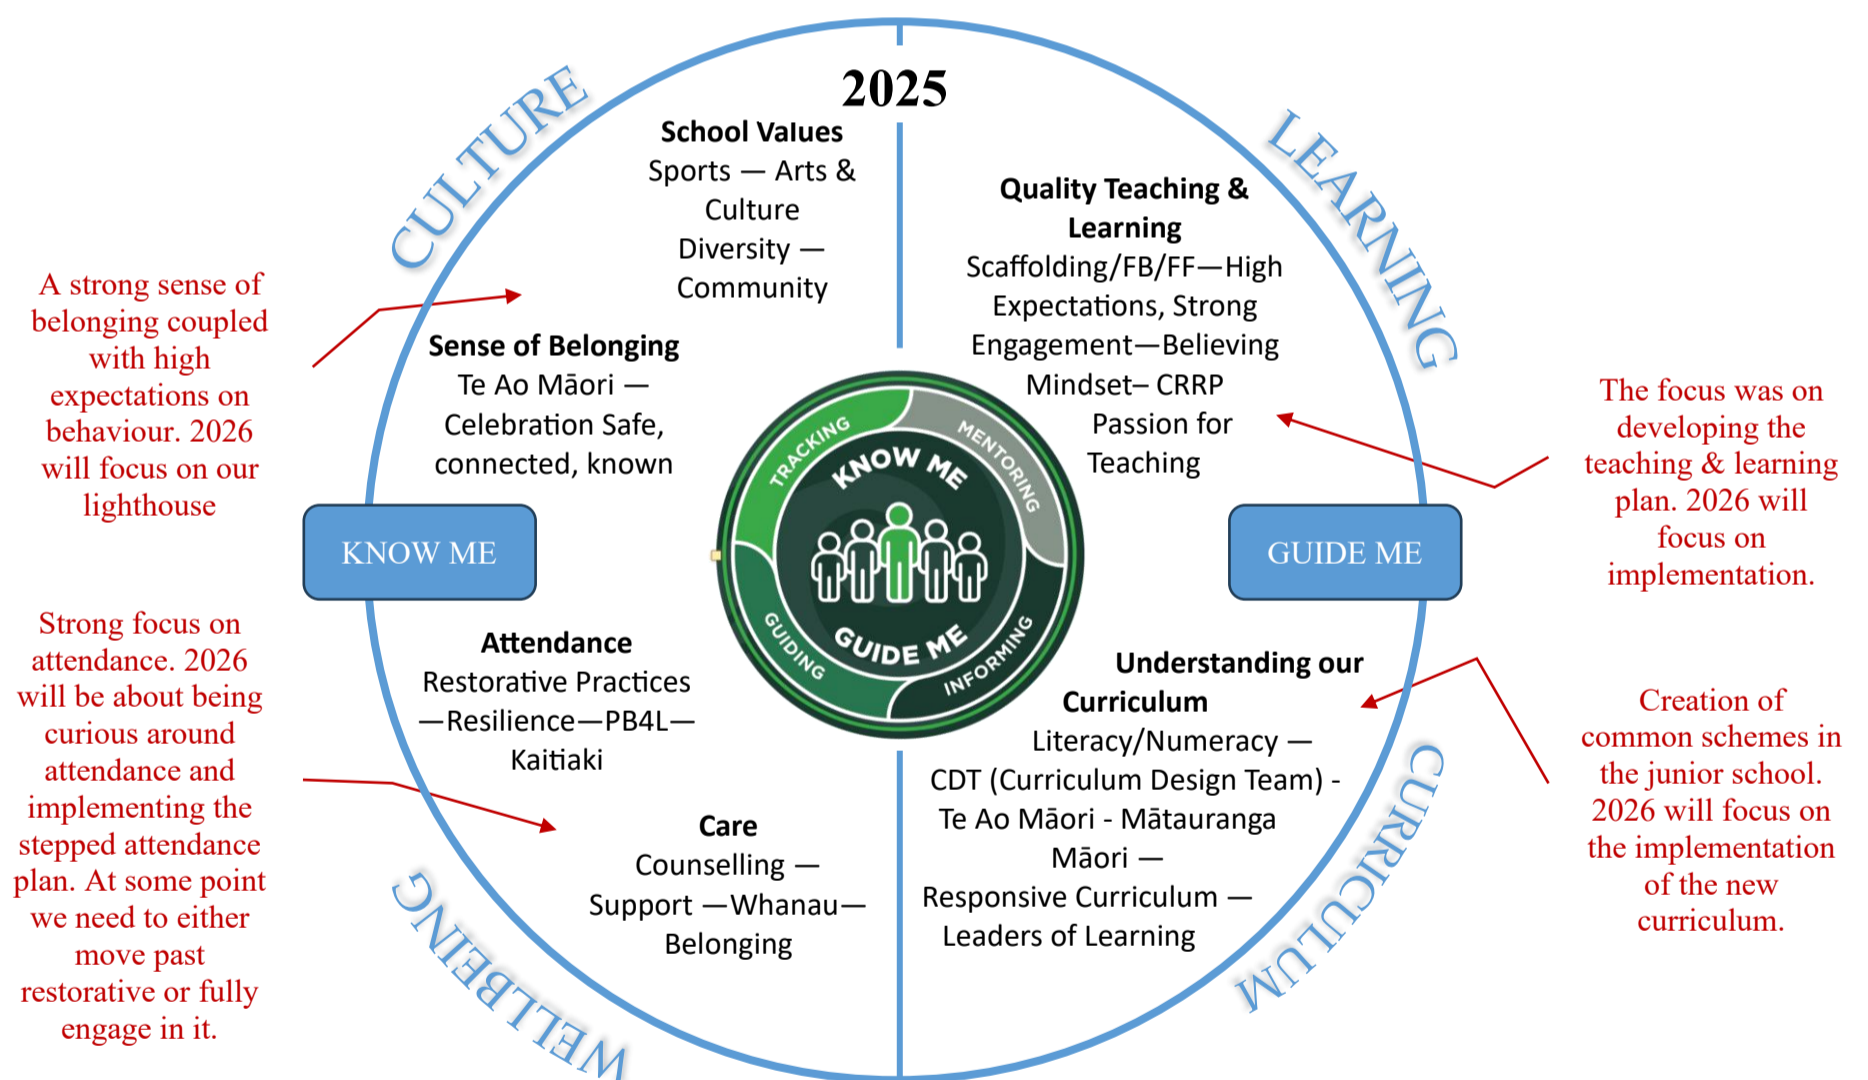 2025
CULTURE
School Values
Sports — Arts &
Culture
Diversity —
Community
Sense of Belonging
Te Ao Māori —
Celebration Safe,
connected, known
A strong sense of
belonging coupled
with high
expectations on
behaviour. 2026
will focus on our
lighthouse
LEARNING
Quality Teaching &
Learning
Scaffolding/FB/FF—High
Expectations, Strong
Engagement—Believing
Mindset– CRRP
Passion for
Teaching
The focus was on
developing the
teaching & learning
plan. 2026 will
focus on
implementation.
KNOW ME
TRACKING
MENTORING
KNOW ME
GUIDE ME
GUIDING
INFORMING
GUIDE ME
Strong focus on
attendance. 2026
will be about being
curious around
attendance and
implementing the
stepped attendance
plan. At some point
we need to either
move past
restorative or fully
engage in it.
Attendance
Restorative Practices
—Resilience—PB4L—
Kaitiaki
Care
Counselling —
Support —Whanau—
Belonging
WELLBEING
Understanding our
Curriculum
Literacy/Numeracy —
CDT (Curriculum Design Team) -
Te Ao Māori - Mātauranga
Māori —
Responsive Curriculum —
Leaders of Learning
CURRICULUM
Creation of
common schemes in
the junior school.
2026 will focus on
the implementation
of the new
curriculum.